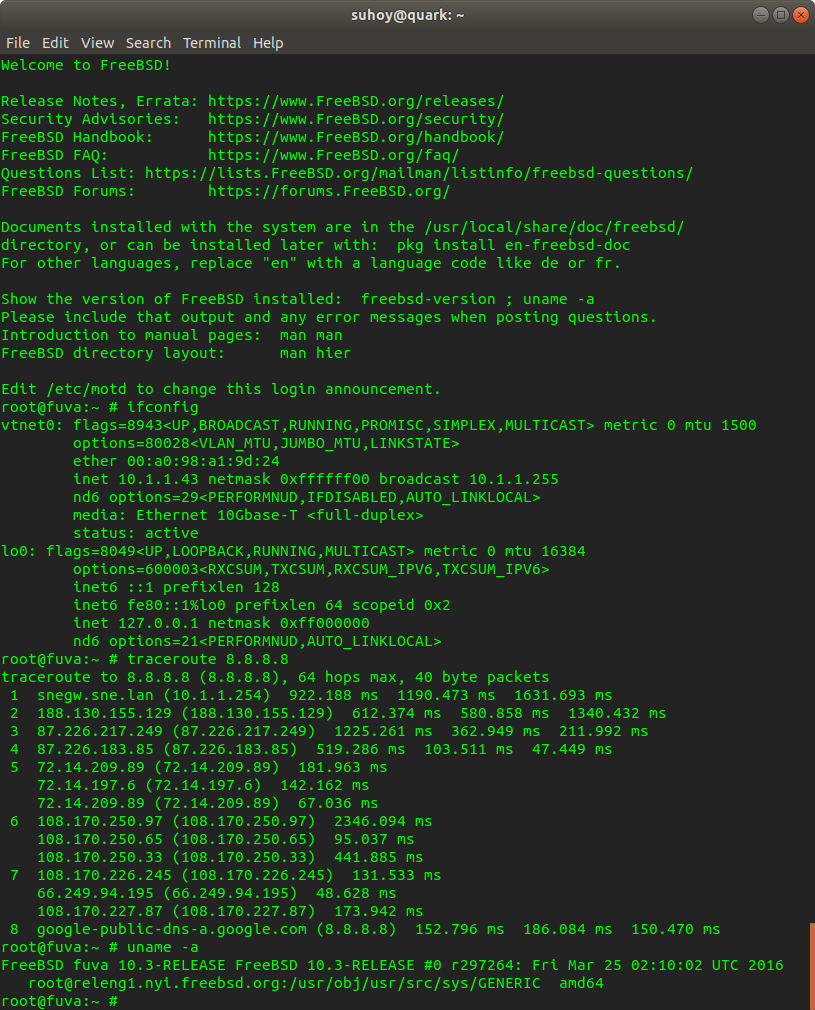 suhoy@quark: ~
File Edit View Search Terminal Help
Welcome to FreeBSD!

Release Notes, Errata: https://www.FreeBSD.org/releases/
Security Advisories:   https://www.FreeBSD.org/security/
FreeBSD Handbook:      https://www.FreeBSD.org/handbook/
FreeBSD FAQ:           https://www.FreeBSD.org/faq/
Questions List: https://lists.FreeBSD.org/mailman/listinfo/freebsd-questions/
FreeBSD Forums:        https://forums.FreeBSD.org/

Documents installed with the system are in the /usr/local/share/doc/freebsd/
directory, or can be installed later with:  pkg install en-freebsd-doc
For other languages, replace "en" with a language code like de or fr.

Show the version of FreeBSD installed:  freebsd-version ; uname -a
Please include that output and any error messages when posting questions.
Introduction to manual pages:  man man
FreeBSD directory layout:      man hier

Edit /etc/motd to change this login announcement.
root@fuva:~ # ifconfig
vtnet0: flags=8943<UP,BROADCAST,RUNNING,PROMISC,SIMPLEX,MULTICAST> metric 0 mtu 1500
        options=80028<VLAN_MTU,JUMBO_MTU,LINKSTATE>
        ether 00:a0:98:a1:9d:24
        inet 10.1.1.43 netmask 0xffffff00 broadcast 10.1.1.255
        nd6 options=29<PERFORMNUD,IFDISABLED,AUTO_LINKLOCAL>
        media: Ethernet 10Gbase-T <full-duplex>
        status: active
lo0: flags=8049<UP,LOOPBACK,RUNNING,MULTICAST> metric 0 mtu 16384
        options=600003<RXCSUM,TXCSUM,RXCSUM_IPV6,TXCSUM_IPV6>
        inet6 ::1 prefixlen 128
        inet6 fe80::1%lo0 prefixlen 64 scopeid 0x2
        inet 127.0.0.1 netmask 0xff000000
        nd6 options=21<PERFORMNUD,AUTO_LINKLOCAL>
root@fuva:~ # traceroute 8.8.8.8
traceroute to 8.8.8.8 (8.8.8.8), 64 hops max, 40 byte packets
 1  snegw.sne.lan (10.1.1.254)  922.188 ms  1190.473 ms  1631.693 ms
 2  188.130.155.129 (188.130.155.129)  612.374 ms  580.858 ms  1340.432 ms
 3  87.226.217.249 (87.226.217.249)  1225.261 ms  362.949 ms  211.992 ms
 4  87.226.183.85 (87.226.183.85)  519.286 ms  103.511 ms  47.449 ms
 5  72.14.209.89 (72.14.209.89)  181.963 ms
    72.14.197.6 (72.14.197.6)  142.162 ms
    72.14.209.89 (72.14.209.89)  67.036 ms
 6  108.170.250.97 (108.170.250.97)  2346.094 ms
    108.170.250.65 (108.170.250.65)  95.037 ms
    108.170.250.33 (108.170.250.33)  441.885 ms
 7  108.170.226.245 (108.170.226.245)  131.533 ms
    66.249.94.195 (66.249.94.195)  48.628 ms
    108.170.227.87 (108.170.227.87)  173.942 ms
 8  google-public-dns-a.google.com (8.8.8.8)  152.796 ms  186.084 ms  150.470 ms
root@fuva:~ # uname -a
FreeBSD fuva 10.3-RELEASE FreeBSD 10.3-RELEASE #0 r297264: Fri Mar 25 02:10:02 UTC 2016
   root@releng1.nyi.freebsd.org:/usr/obj/usr/src/sys/GENERIC  amd64
root@fuva:~ #